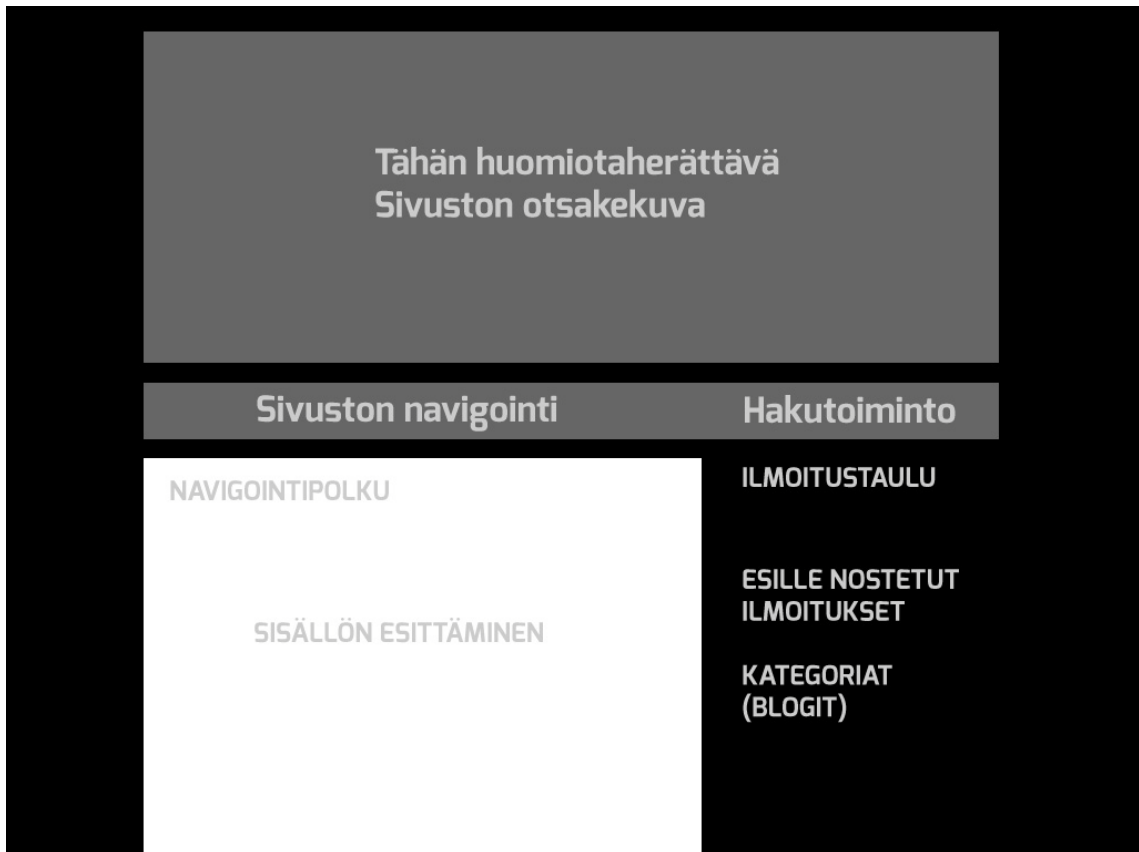 Tähän huomiotaherättävä
Sivuston otsakekuva
Sivuston navigointi
Hakutoiminto
NAVIGOINTIPOLKU
SISÄLLÖN ESITTÄMINEN
ILMOITUSTAULU
ESILLE NOSTETUT
ILMOITUKSET
KATEGORIAT
(BLOGIT)